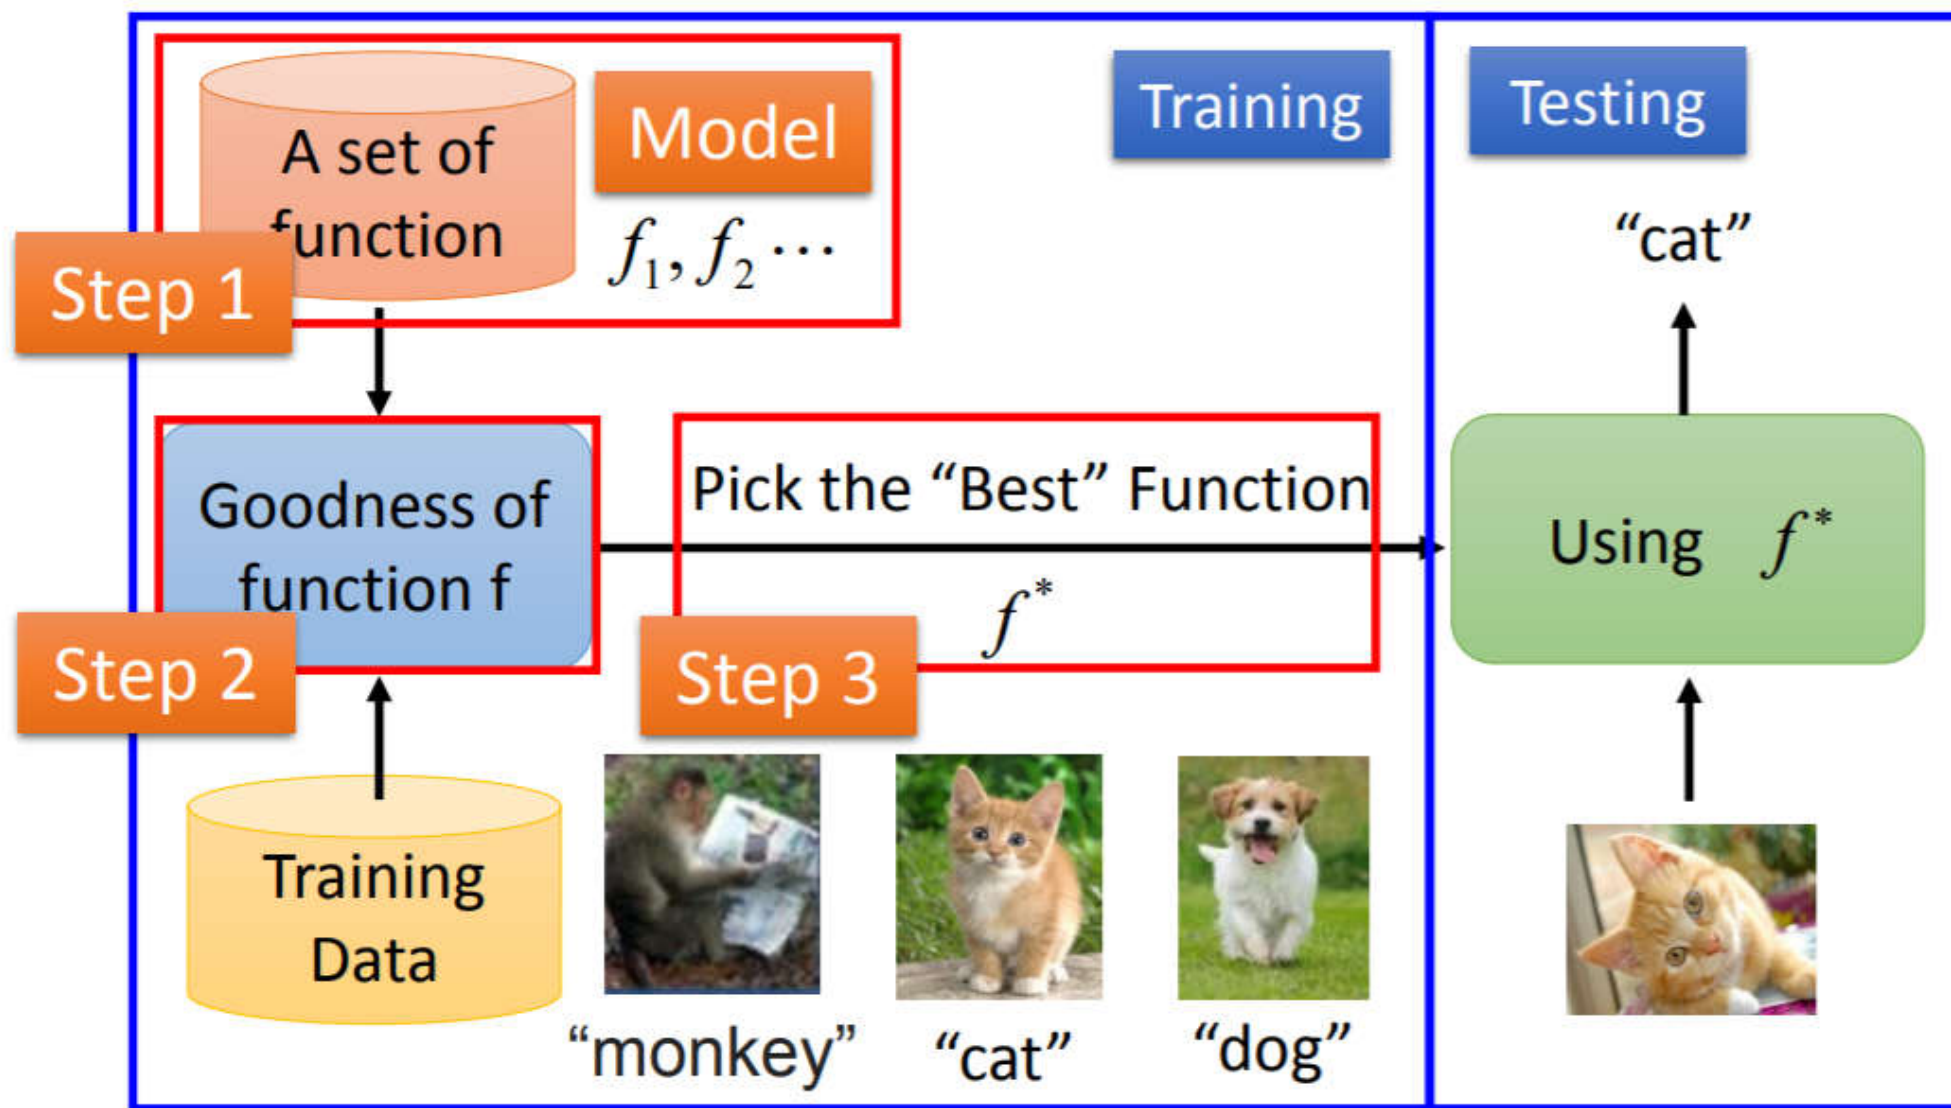 A set of
function
Model
f₁, f₂ ⋯
Step 1
Training
Testing
“cat”
Goodness of
function f
Step 2
Pick the “Best” Function
f*
Step 3
Using f*
Training
Data
“monkey”
“cat”
“dog”